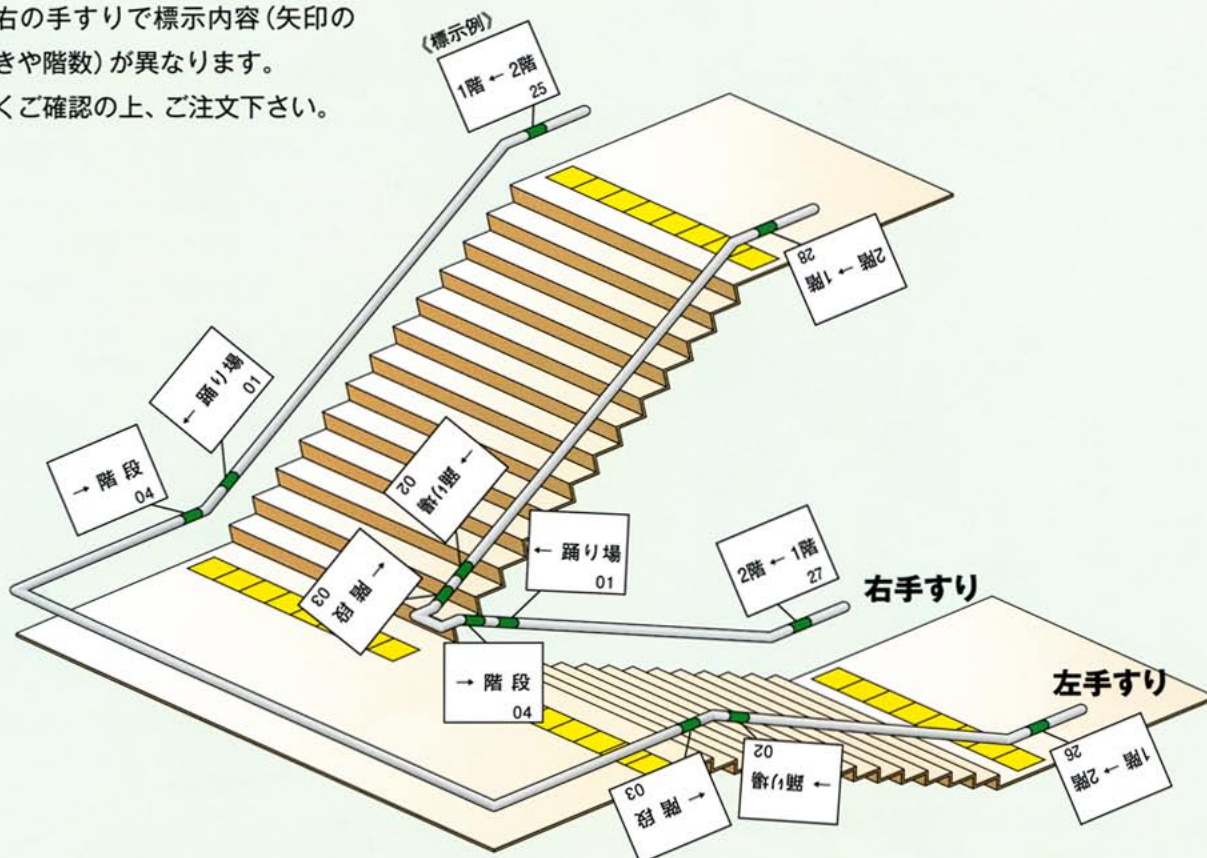 右の手すりで標示内容(矢印の
きや階数)が異なります。
くご確認の上、ご注文下さい。
《標示例》
1階 ← 2階
25
2階 → 1階
28
← 踊り場
01
→ 階段
04
← 踊り場
02
→ 階段
03
← 踊り場
01
2階 ← 1階
27
右手すり
→ 階段
04
左手すり
1階 → 2階
26
← 踊り場
02
→ 階段
03